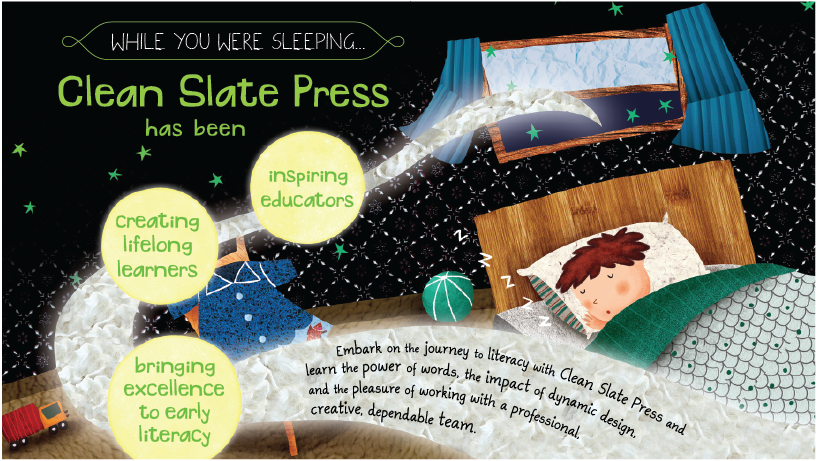 WHILE YOU WERE SLEEPING...
Clean Slate Press
has been
inspiring
educators
creating
lifelong
learners
bringing
excellence
to early
literacy
z
z
z
z
z
Embark on the journey to literacy with Clean Slate Press and
learn the power of words, the impact of dynamic design,
and the pleasure of working with a professional,
creative, dependable team.